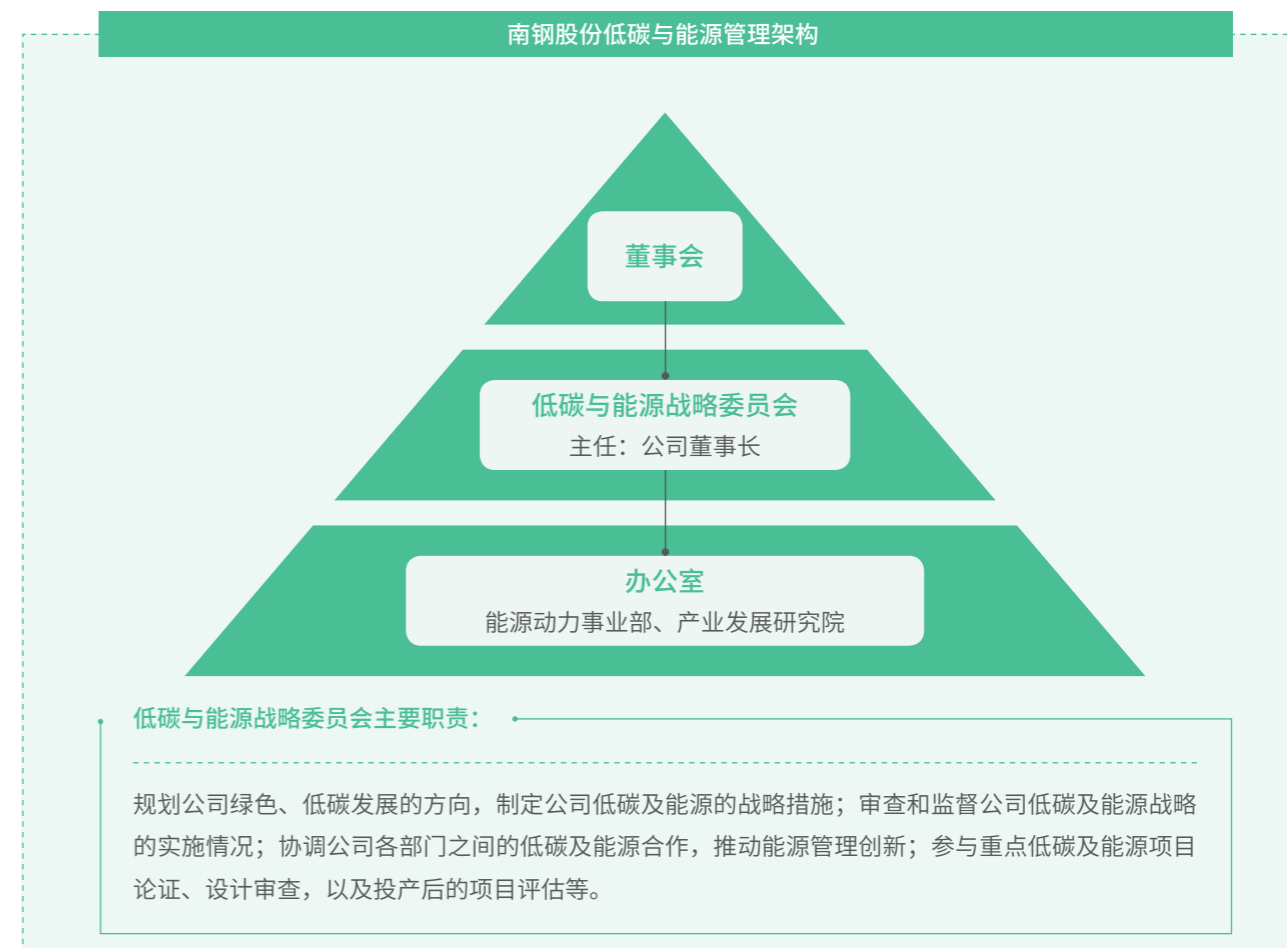 南钢股份低碳与能源管理架构
董事会
低碳与能源战略委员会
主任：公司董事长
办公室
能源动力事业部、产业发展研究院
低碳与能源战略委员会主要职责：
规划公司绿色、低碳发展的方向，制定公司低碳及能源的战略措施；审查和监督公司低碳及能源战略
的实施情况；协调公司各部门之间的低碳及能源合作，推动能源管理创新；参与重点低碳及能源项目
论证、设计审查，以及投产后的项目评估等。